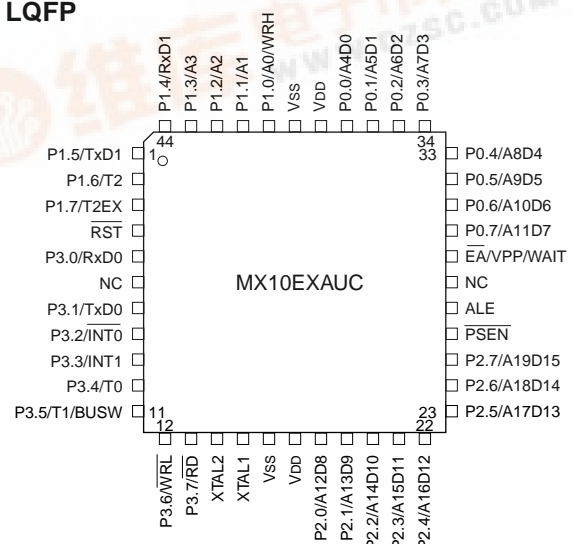 LQFP
P1.4/RxD1
P1.3/A3
P1.2/A2
P1.1/A1
P1.0/A0/WRH
VSS
VDD
P0.0/A4D0
P0.1/A5D1
P0.2/A6D2
P0.3/A7D3
44
34
1
33
P1.5/TxD1
P1.6/T2
P1.7/T2EX
RST
P3.0/RxD0
NC
P3.1/TxD0
P3.2/INT0
P3.3/INT1
P3.4/T0
P3.5/T1/BUSW
MX10EXAUC
P0.4/A8D4
P0.5/A9D5
P0.6/A10D6
P0.7/A11D7
EA/VPP/WAIT
NC
ALE
PSEN
P2.7/A19D15
P2.6/A18D14
P2.5/A17D13
11
23
12
22
P3.6/WRL
P3.7/RD
XTAL2
XTAL1
VSS
VDD
P2.0/A12D8
P2.1/A13D9
P2.2/A14D10
P2.3/A15D11
P2.4/A16D12